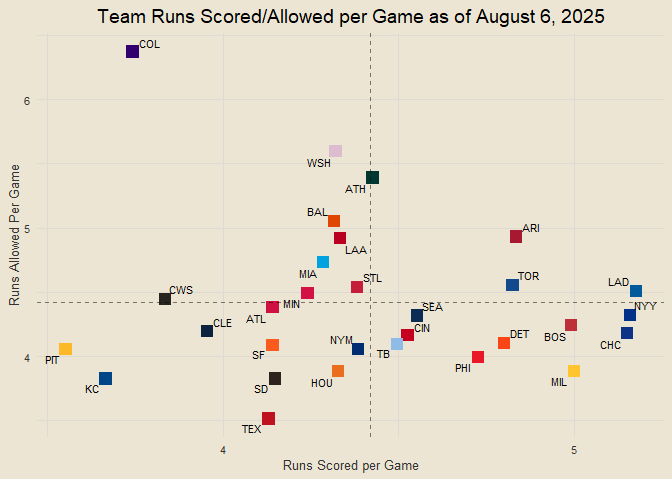 Team Runs Scored/Allowed per Game as of August 6, 2025
COL
6
WSH
ATH
BAL
ARI
5
LAA
MIA
STL
TOR
LAD
CWS
MIN
SEA
NYY
ATL
CLE
CIN
DET
BOS
CHC
NYM
PIT
SF
TB
4
PHI
KC
SD
HOU
MIL
TEX
4
5
Runs Scored per Game
Runs Allowed Per Game